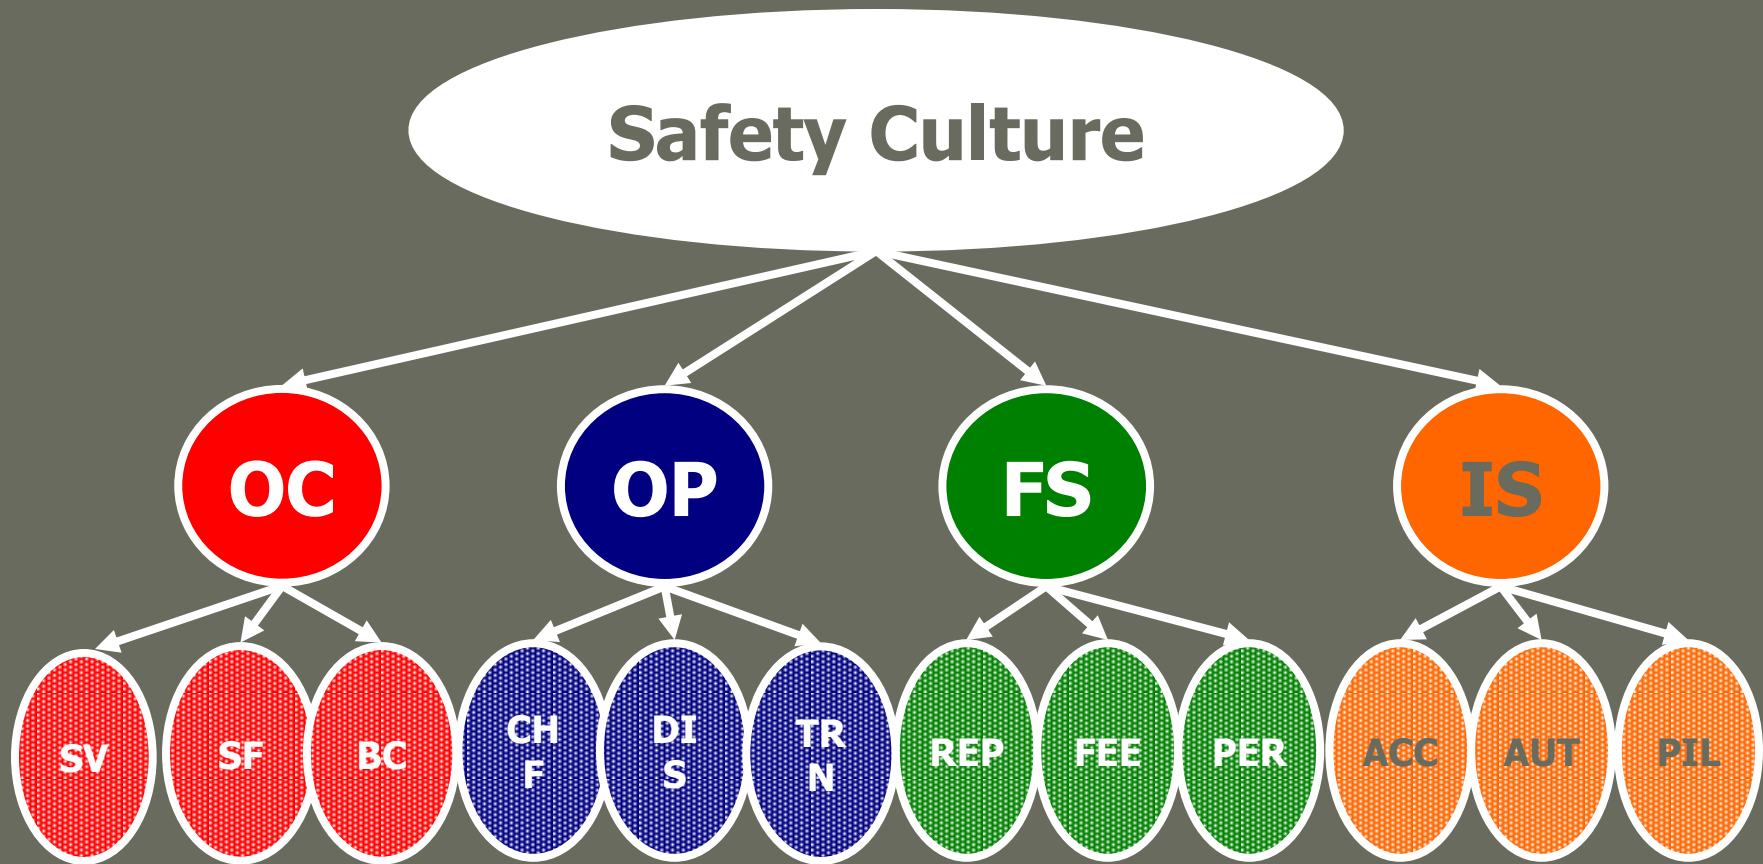 Safety Culture
OC
OP
FS
IS
SV
SF
BC
CH
F
DI
S
TR
N
REP
FEE
PER
ACC
AUT
PIL